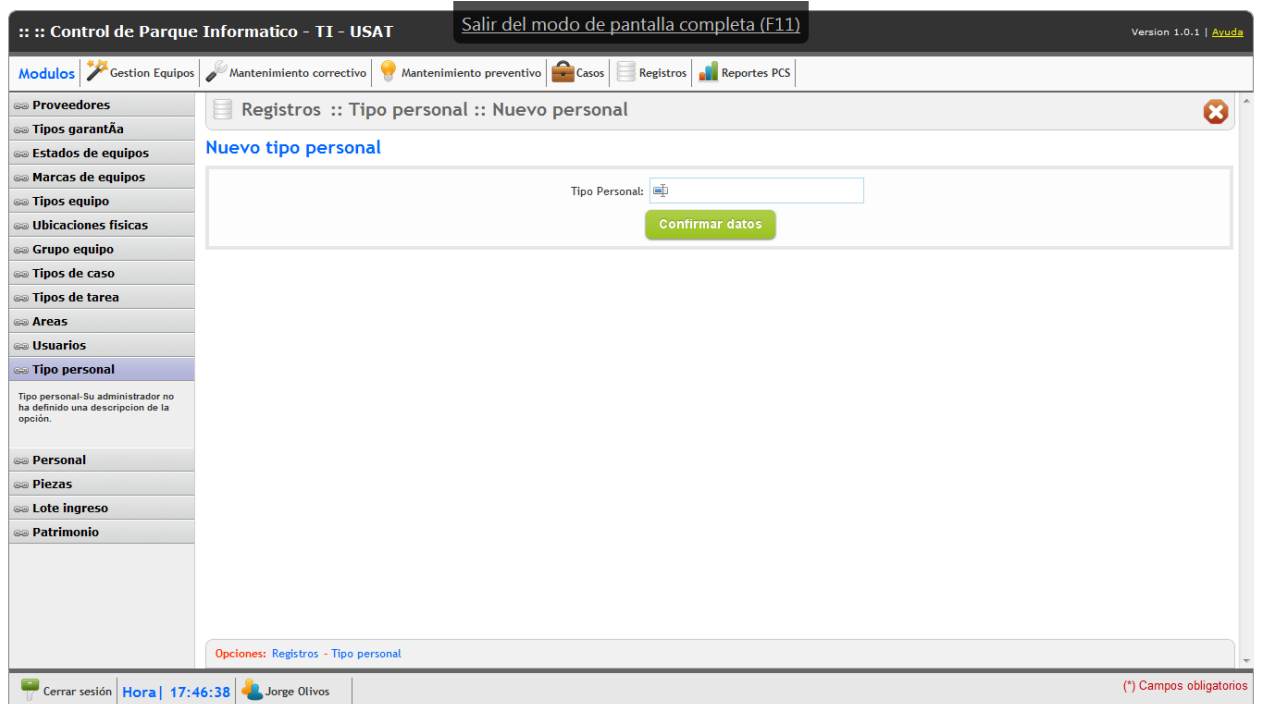 :: :: Control de Parque Informatico - TI - USAT
Salir del modo de pantalla completa (F11)
Version 1.0.1 | Ayuda
Modulos
Gestion Equipos
Mantenimiento correctivo
Mantenimiento preventivo
Casos
Registros
Reportes PCS
Proveedores
Tipos garantÃa
Estados de equipos
Marcas de equipos
Tipos equipo
Ubicaciones fisicas
Grupo equipo
Tipos de caso
Tipos de tarea
Areas
Usuarios
Tipo personal
Tipo personal-Su administrador no
ha definido una descripcion de la
opción.
Personal
Piezas
Lote ingreso
Patrimonio
Registros :: Tipo personal :: Nuevo personal
Nuevo tipo personal
Tipo Personal:
Confirmar datos
Opciones: Registros - Tipo personal
Cerrar sesión
Hora| 17:46:38
Jorge Olivos
(*) Campos obligatorios